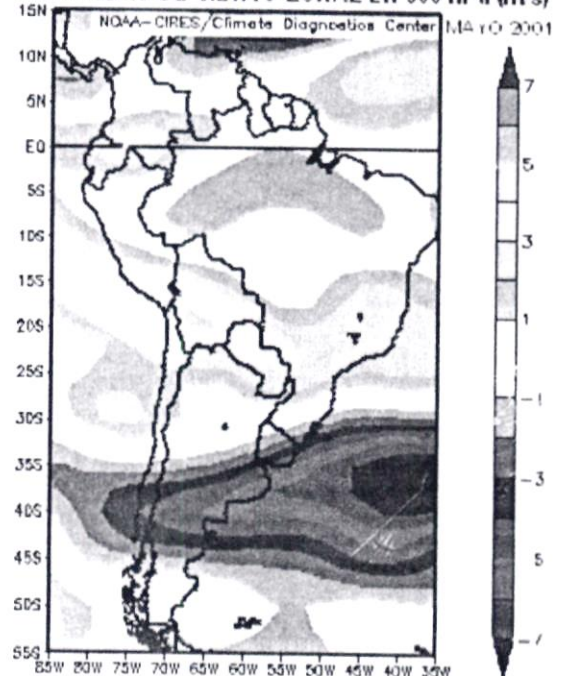 NOAA-CIRES/Climate Diagnostics Center MAYO 2001
15N
10N
5N
EQ
5S
10S
15S
20S
25S
30S
35S
40S
45S
50S
55S
85W 80W 75W 70W 65W 60W 55W 50W 45W 40W 35W
7
5
3
1
-1
-3
5
-7